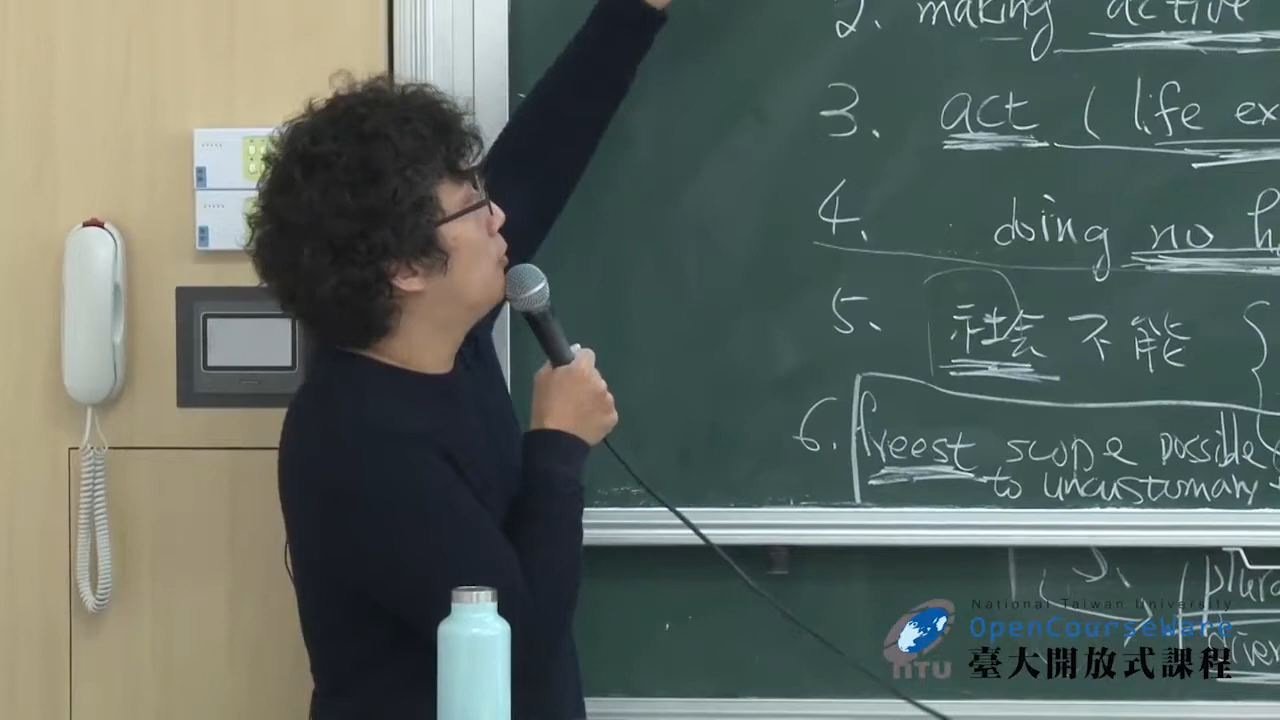 2. making active
3. act ( life ex
4. doing no h
5. 社会 不能 {
6. freest scope possible
to uncustomary
National Taiwan University
OpenCourseWare
NTU 臺大開放式課程